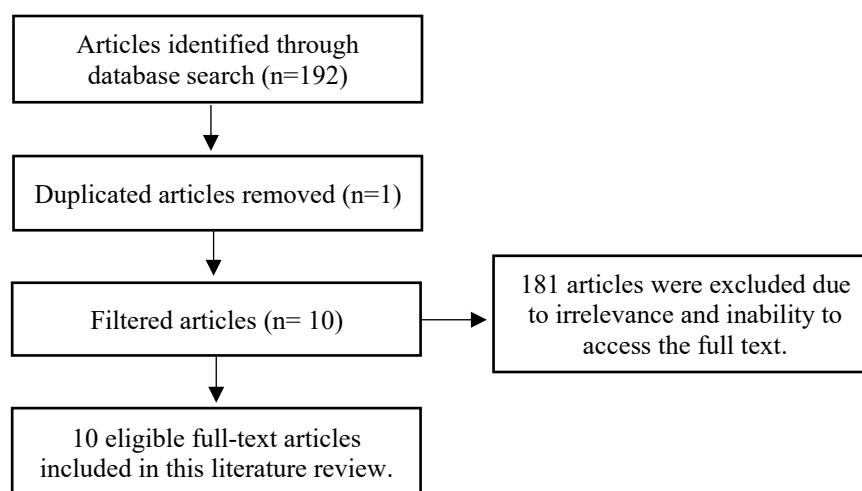 Articles identified through
database search (n=192)
Duplicated articles removed (n=1)
Filtered articles (n= 10)
181 articles were excluded due
to irrelevance and inability to
access the full text.
10 eligible full-text articles
included in this literature review.